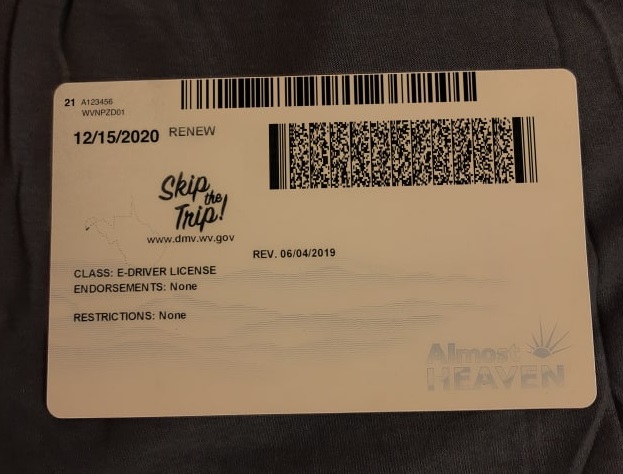 21 A123456
WVNPZD01
12/15/2020 RENEW
Skip
the
Trip!
www.dmv.wv.gov
REV. 06/04/2019
CLASS: E-DRIVER LICENSE
ENDORSEMENTS: None
RESTRICTIONS: None
Almost
HEAVEN